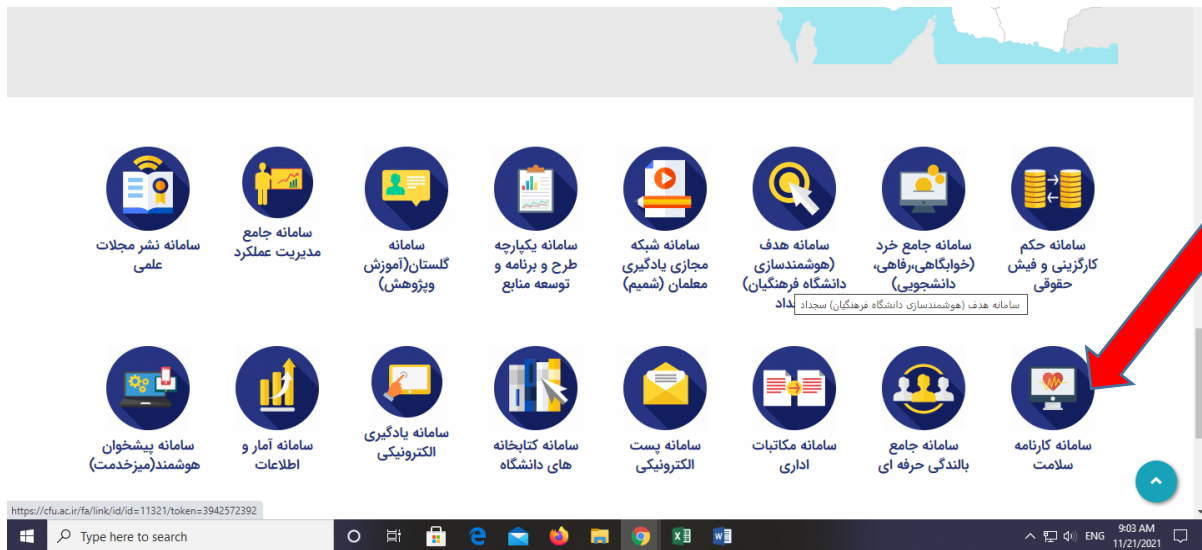 سامانه حکم
کارگزینی و فیش
حقوقی
سامانه جامع خرد
(خوابگاهی،رفاهی،
دانشجویی)
سامانه هدف
(هوشمندسازی
دانشگاه فرهنگیان)
داد
سامانه شبکه
مجازی یادگیری
معلمان (شمیم)
سامانه یکپارچه
طرح و برنامه و
توسعه منابع
سامانه
گلستان(آموزش
وپژوهش)
سامانه جامع
مدیریت عملکرد
سامانه نشر مجلات
علمی
سامانه هدف (هوشمندسازی دانشگاه فرهنگیان) سجداد
سامانه کارنامه
سلامت
سامانه جامع
بالندگی حرفه ای
سامانه مکاتبات
اداری
سامانه پست
الکترونیکی
سامانه کتابخانه
های دانشگاه
سامانه یادگیری
الکترونیکی
سامانه آمار و
اطلاعات
سامانه پیشخوان
هوشمند(میزخدمت)
https://cfu.ac.ir/fa/link/id/id=11321/token=3942572392
Type here to search
ENG
9:03 AM
11/21/2021